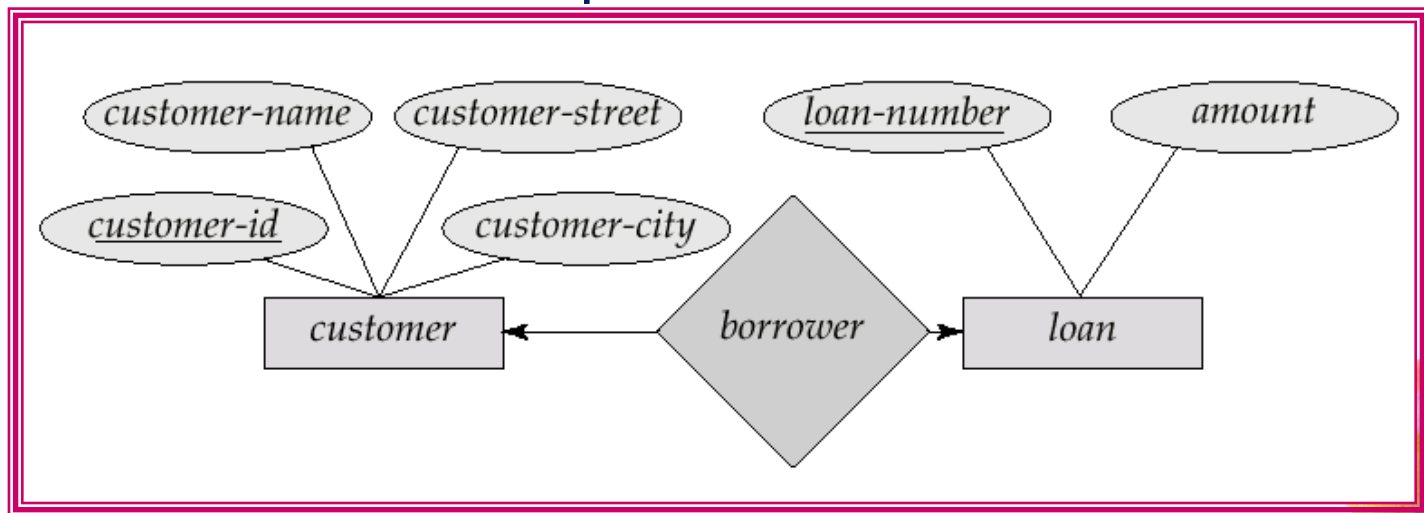 customer-name customer-street loan-number amount
customer-id customer-city
customer borrower loan